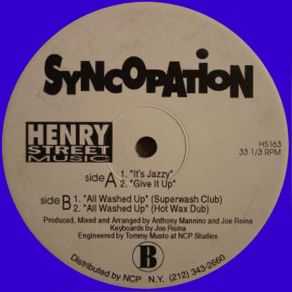 SYNCOPATION
HENRY
STREET
MUSIC
HS163
33 1/3 RPM
side A
1. "It's Jazzy"
2. "Give It Up"
side B
1. "All Washed Up" (Superwash Club)
2. "All Washed Up" (Hot Wax Dub)
Produced, Mixed and Arranged by Anthony Mannino and Joe Reina
Keyboards by Joe Reina
Engineered by Tommy Musto at NCP Studios
B
Distributed by NCP N.Y. (212) 343-2660